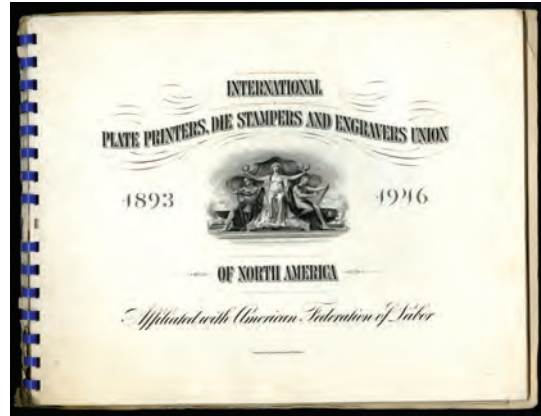 INTERNATIONAL
PLATE PRINTERS, DIE STAMPERS AND ENGRAVERS UNION
1893 1946
OF NORTH AMERICA
Affiliated with American Federation of Labor